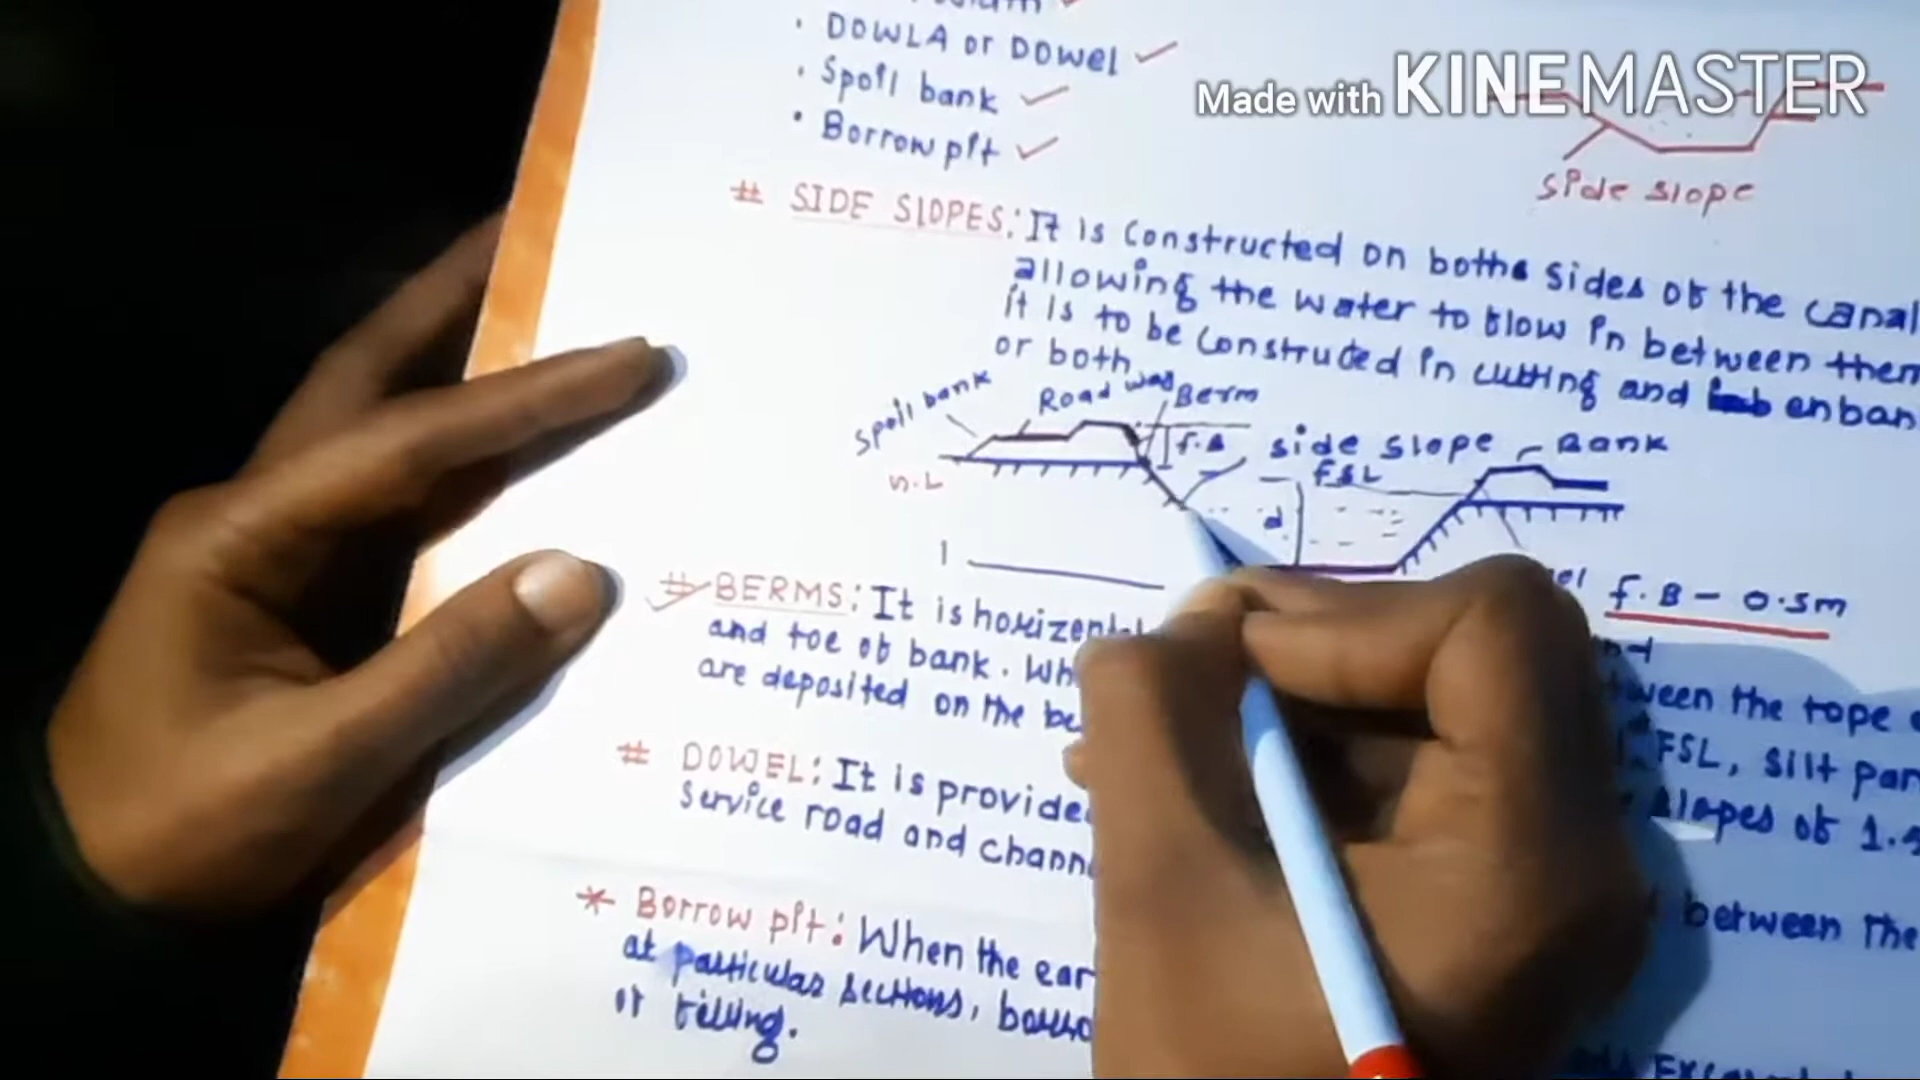 • DOWLA or DOWel
• Spoil bank
• Borrow pit
Made with KINEMASTER
side slope
# SIDE SLOPES: It is constructed on boths sides of the canal
allowing the water to flow in between them
it is to be constructed in cutting and enban
or both
spoil bank
Road way
Berm
f.B
side slope
Bank
FSL
n.L
d
f.B - 0.5m
# BERMS: It is horizental
and toe of bank. Wh
tween the tope
are deposited on the be
FSL, silt par
slopes of 1.5
# DOWEL: It is provide
service road and chann
between the
* Borrow pit: When the ear
at particular sections, borro
or filling.